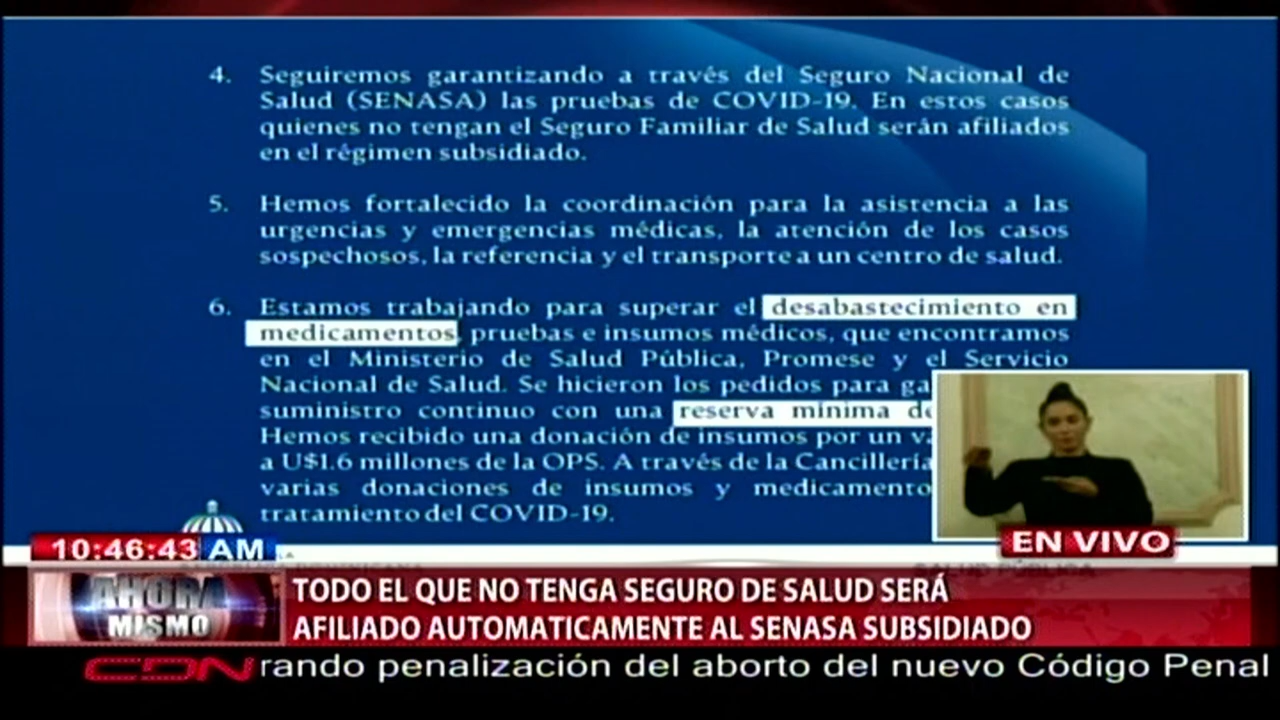 4. Seguiremos garantizando a través del Seguro Nacional de
Salud (SENASA) las pruebas de COVID-19. En estos casos
quienes no tengan el Seguro Familiar de Salud serán afiliados
en el régimen subsidiado.
5. Hemos fortalecido la coordinación para la asistencia a las
urgencias y emergencias médicas, la atención de los casos
sospechosos, la referencia y el transporte a un centro de salud.
6. Estamos trabajando para superar el desabastecimiento en
medicamentos, pruebas e insumos médicos, que encontramos
en el Ministerio de Salud Pública, Promese y el Servicio
Nacional de Salud. Se hicieron los pedidos para ga
suministro continuo con una reserva mínima de
Hemos recibido una donación de insumos por un va
a U$1.6 millones de la OPS. A través de la Cancillería
varias donaciones de insumos y medicamento
tratamiento del COVID-19.
EN VIVO
10:46:43 AM
AHORA
MISMO
TODO EL QUE NO TENGA SEGURO DE SALUD SERÁ
AFILIADO AUTOMATICAMENTE AL SENASA SUBSIDIADO
CDN
rando penalización del aborto del nuevo Código Penal